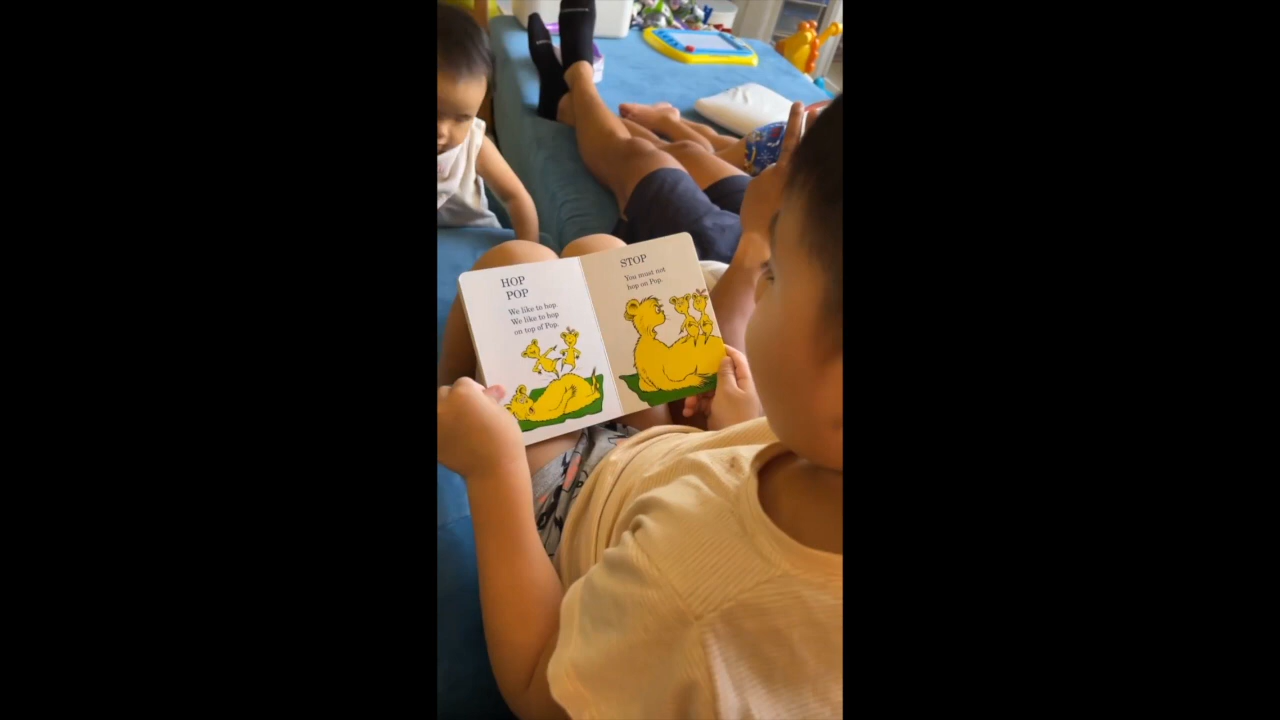 HOP
POP
We like to hop.
We like to hop
on top of Pop.
STOP
You must not
hop on Pop.